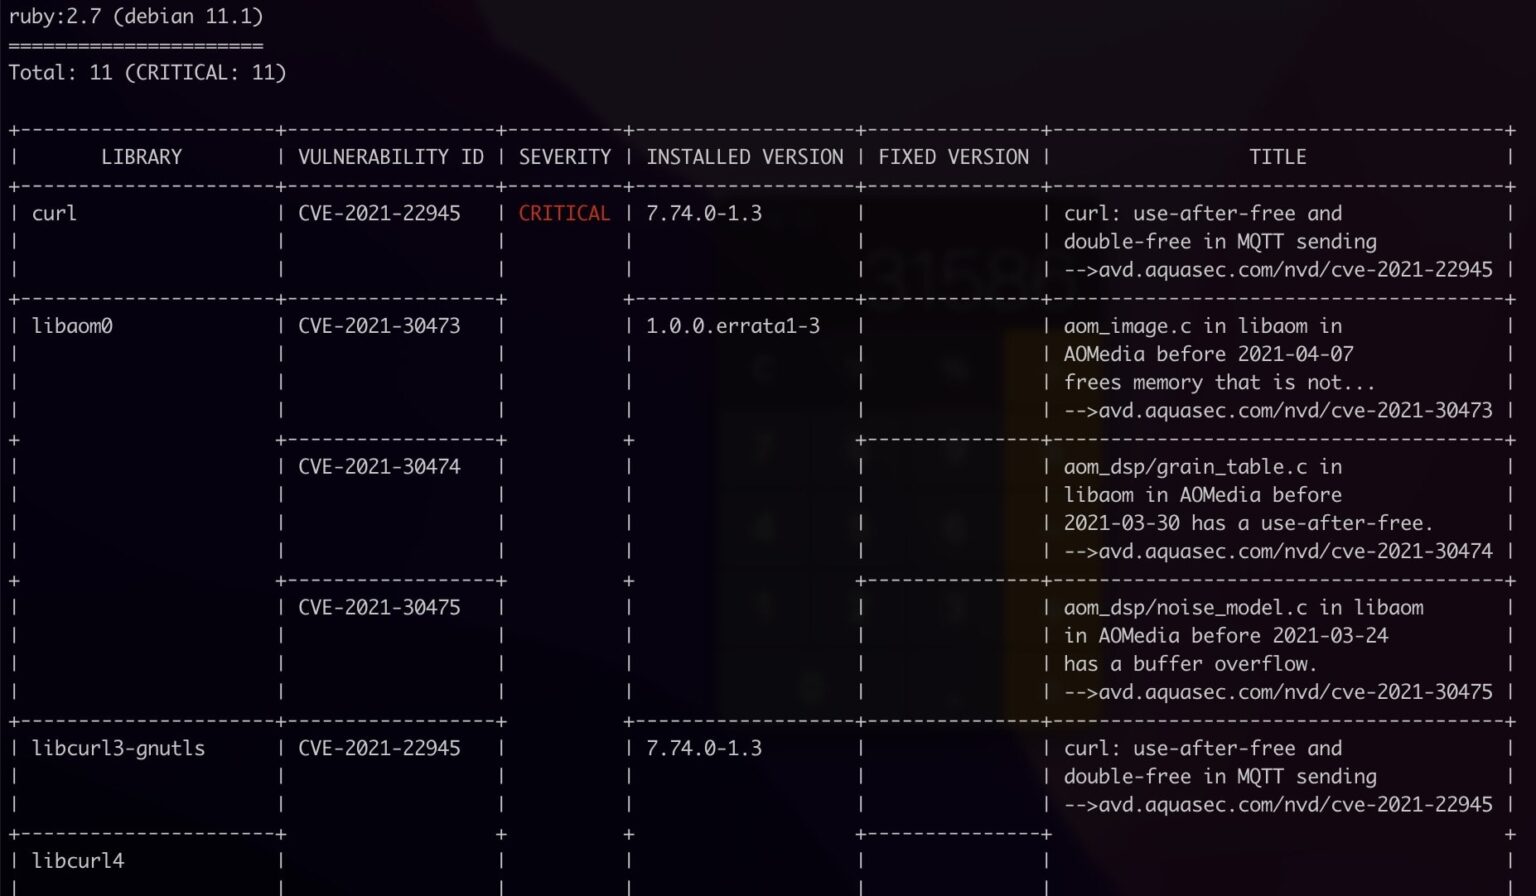 ruby:2.7 (debian 11.1)
======================
Total: 11 (CRITICAL: 11)
+----------------------+------------------+----------+-------------------+---------------+---------------------------------------+
| LIBRARY | VULNERABILITY ID | SEVERITY | INSTALLED VERSION | FIXED VERSION | TITLE |
+----------------------+------------------+----------+-------------------+---------------+---------------------------------------+
| curl | CVE-2021-22945 | CRITICAL | 7.74.0-1.3 | | curl: use-after-free and |
| | | | | | double-free in MQTT sending |
| | | | | | -->avd.aquasec.com/nvd/cve-2021-22945 |
+----------------------+------------------+ +-------------------+---------------+---------------------------------------+
| libaom0 | CVE-2021-30473 | | 1.0.0.errata1-3 | | aom_image.c in libaom in |
| | | | | | AOMedia before 2021-04-07 |
| | | | | | frees memory that is not... |
| | | | | | -->avd.aquasec.com/nvd/cve-2021-30473 |
+ +------------------+ + +---------------+---------------------------------------+
| | CVE-2021-30474 | | | | aom_dsp/grain_table.c in |
| | | | | | libaom in AOMedia before |
| | | | | | 2021-03-30 has a use-after-free. |
| | | | | | -->avd.aquasec.com/nvd/cve-2021-30474 |
+ +------------------+ + +---------------+---------------------------------------+
| | CVE-2021-30475 | | | | aom_dsp/noise_model.c in libaom |
| | | | | | in AOMedia before 2021-03-24 |
| | | | | | has a buffer overflow. |
| | | | | | -->avd.aquasec.com/nvd/cve-2021-30475 |
+----------------------+------------------+ +-------------------+---------------+---------------------------------------+
| libcurl3-gnutls | CVE-2021-22945 | | 7.74.0-1.3 | | curl: use-after-free and |
| | | | | | double-free in MQTT sending |
| | | | | | -->avd.aquasec.com/nvd/cve-2021-22945 |
+----------------------+ + + +---------------+ +
| libcurl4 | | | | | |